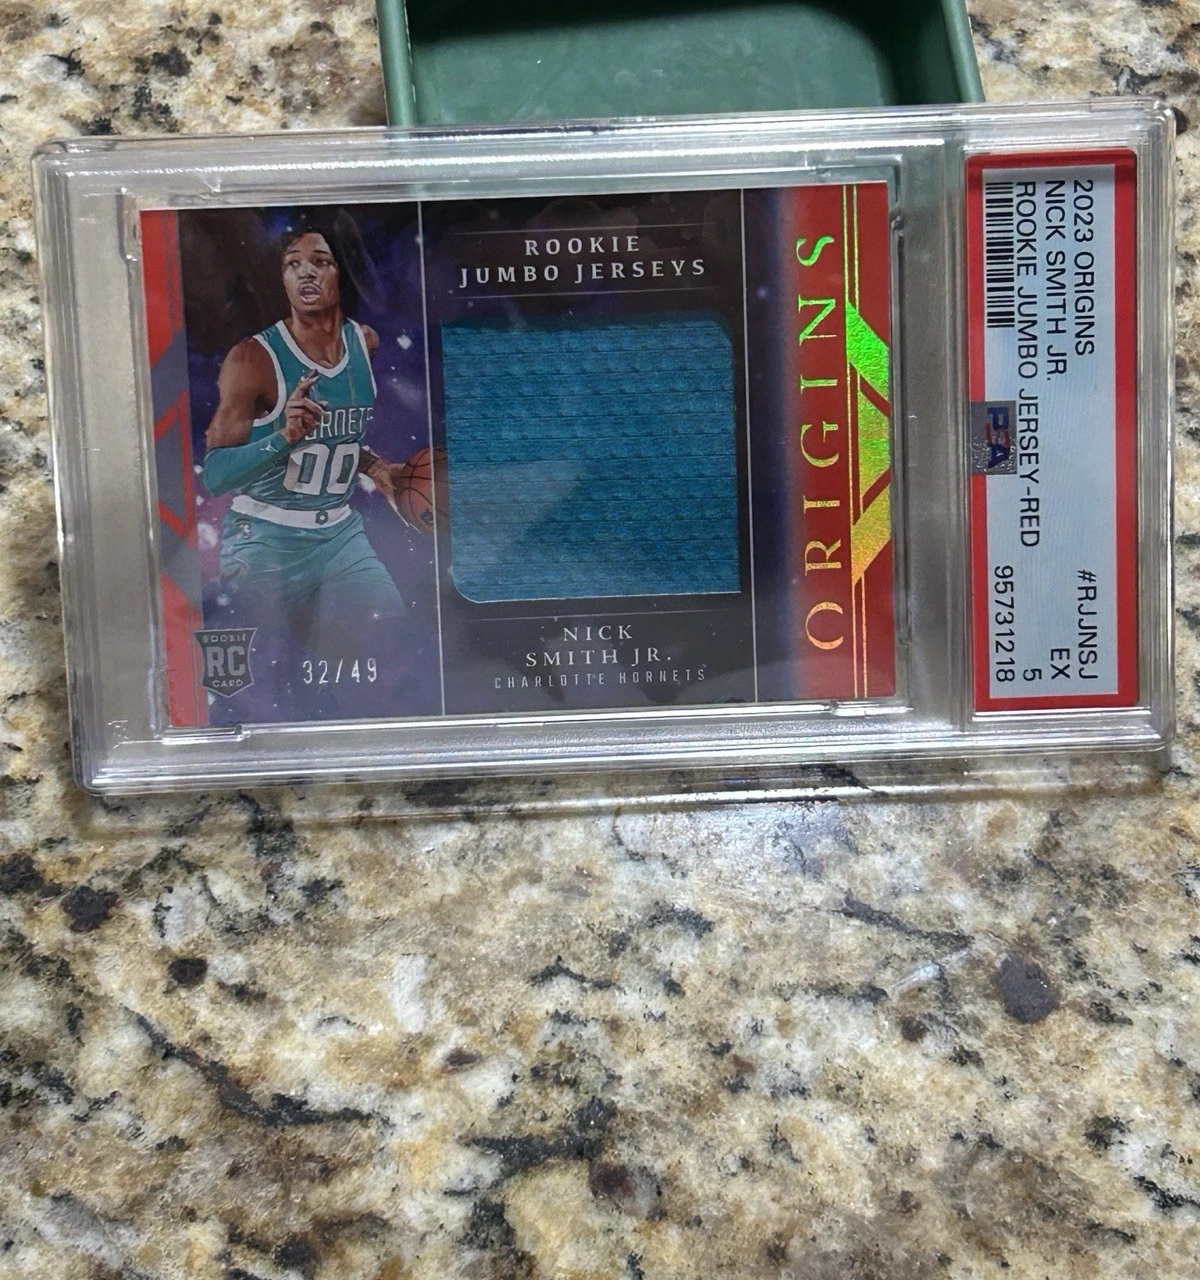 ROOKIE
JUMBO JERSEYS
HORNETS
00
ROOKIE
RC
CARD
32/49
NICK
SMITH JR.
CHARLOTTE HORNETS
ORIGINS
2023 ORIGINS #RJJNSJ
NICK SMITH JR. EX
ROOKIE JUMBO JERSEY-RED 5
95731218
PSA